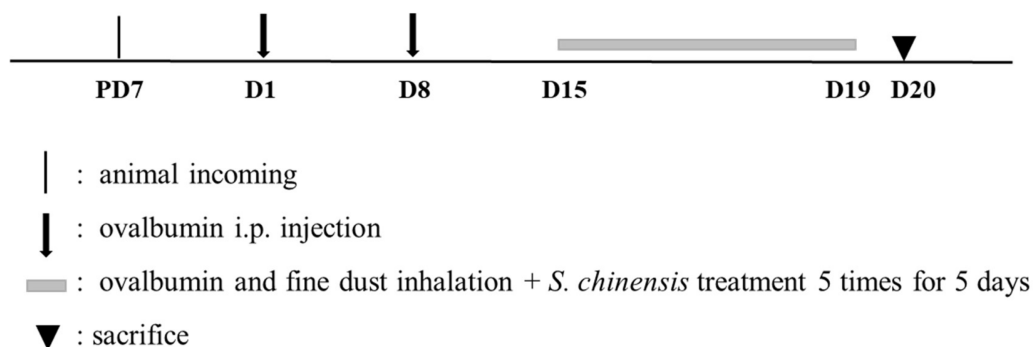 PD7 D1 D8 D15 D19 D20
: animal incoming
: ovalbumin i.p. injection
: ovalbumin and fine dust inhalation + S. chinensis treatment 5 times for 5 days
: sacrifice